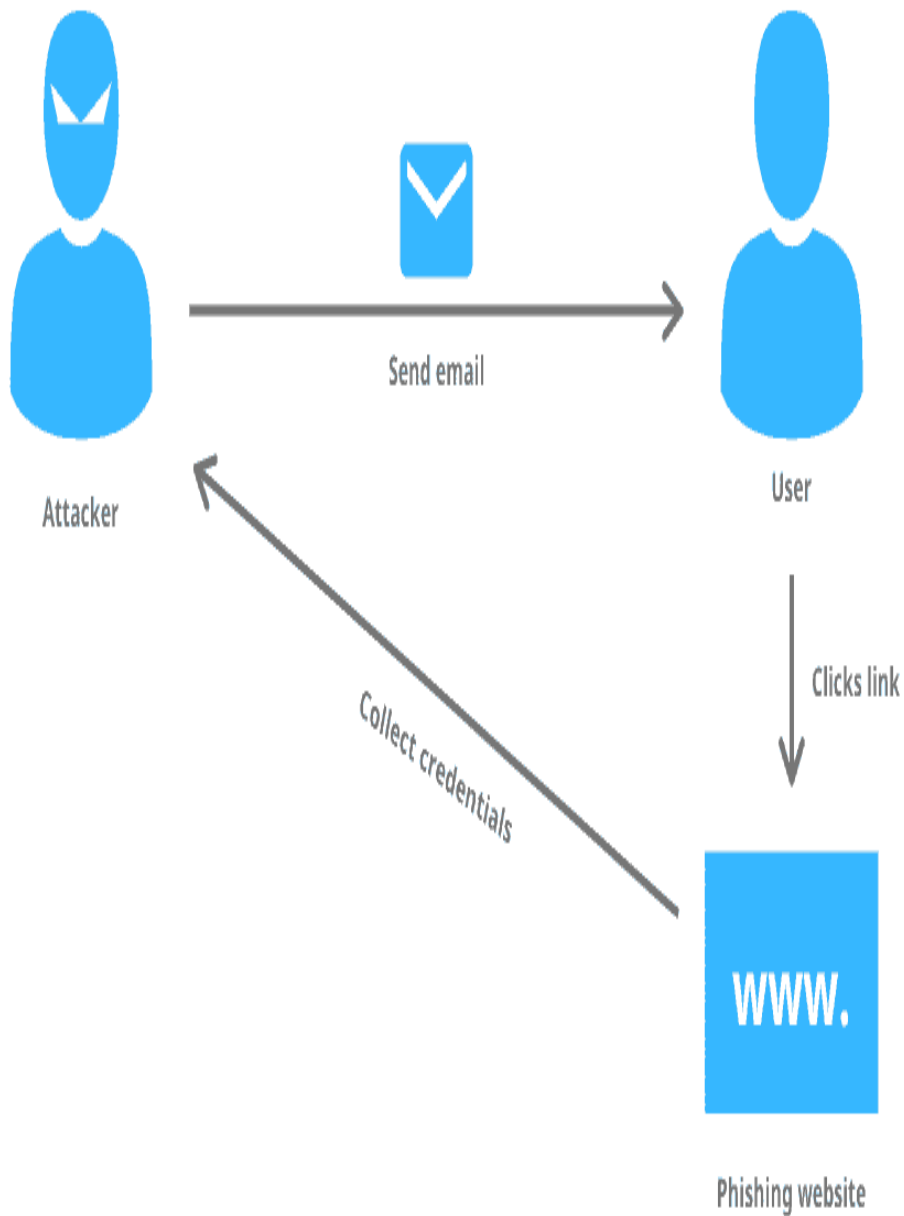 Send email
Attacker
User
Clicks link
Collect credentials
www.
Phishing website